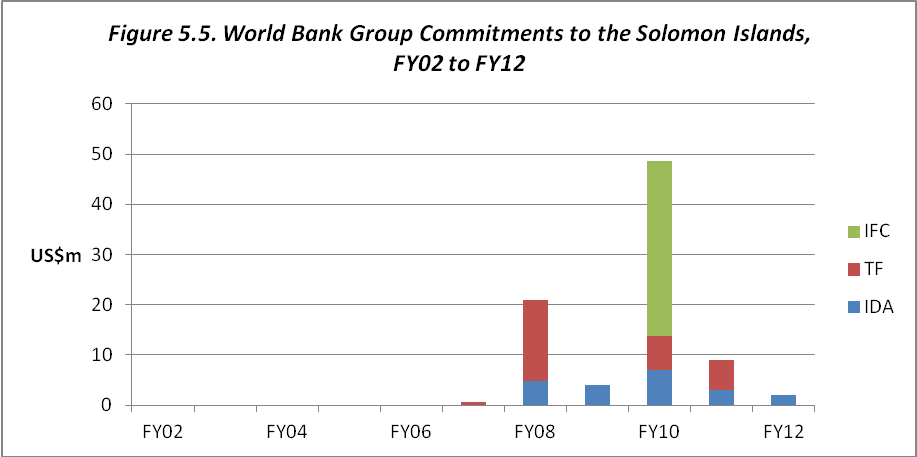 Figure 5.5. World Bank Group Commitments to the Solomon Islands,
FY02 to FY12
60
50
40
US$m 30
20
10
0
FY02 FY04 FY06 FY08 FY10 FY12
IFC
TF
IDA